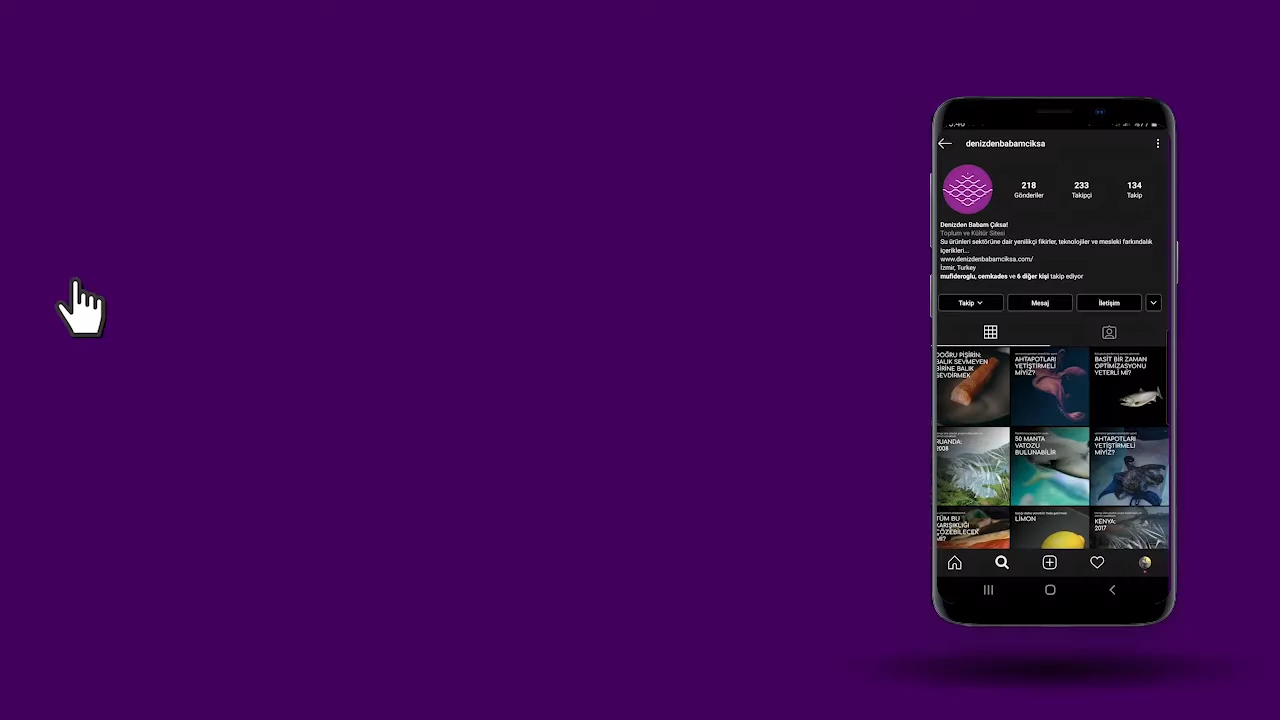 denizdenbabamciksa
218
233
134
Gönderiler
Takipçi
Takip
Denizden Babam Çıksa!
Toplum ve Kültür Sitesi
Su ürünleri sektörüne dair yenilikçi fikirler, teknolojiler ve mesleki farkındalık
içerikleri...
www.denizdenbabamciksa.com/
İzmir, Turkey
mufideroglu, cemkades ve 6 diğer kişi takip ediyor
Takip
Mesaj
İletişim
DOĞRU PİŞİRİN:
BALIK SEVMEYEN
BİRİNE BALIK
SEVDİRMEK
AHTAPOTLARI
YETİŞTİRMELİ
MİYİZ?
BASİT BİR ZAMAN
OPTİMİZASYONU
YETERLİ Mİ?
RUANDA:
2008
50 MANTA
VATOZU
BULUNABİLİR
AHTAPOTLARI
YETİŞTİRMELİ
MİYİZ?
TÜM BU
KARIŞIKLIĞI
ÇÖZEBİLECEK
Mİ?
LİMON
KENYA:
2017